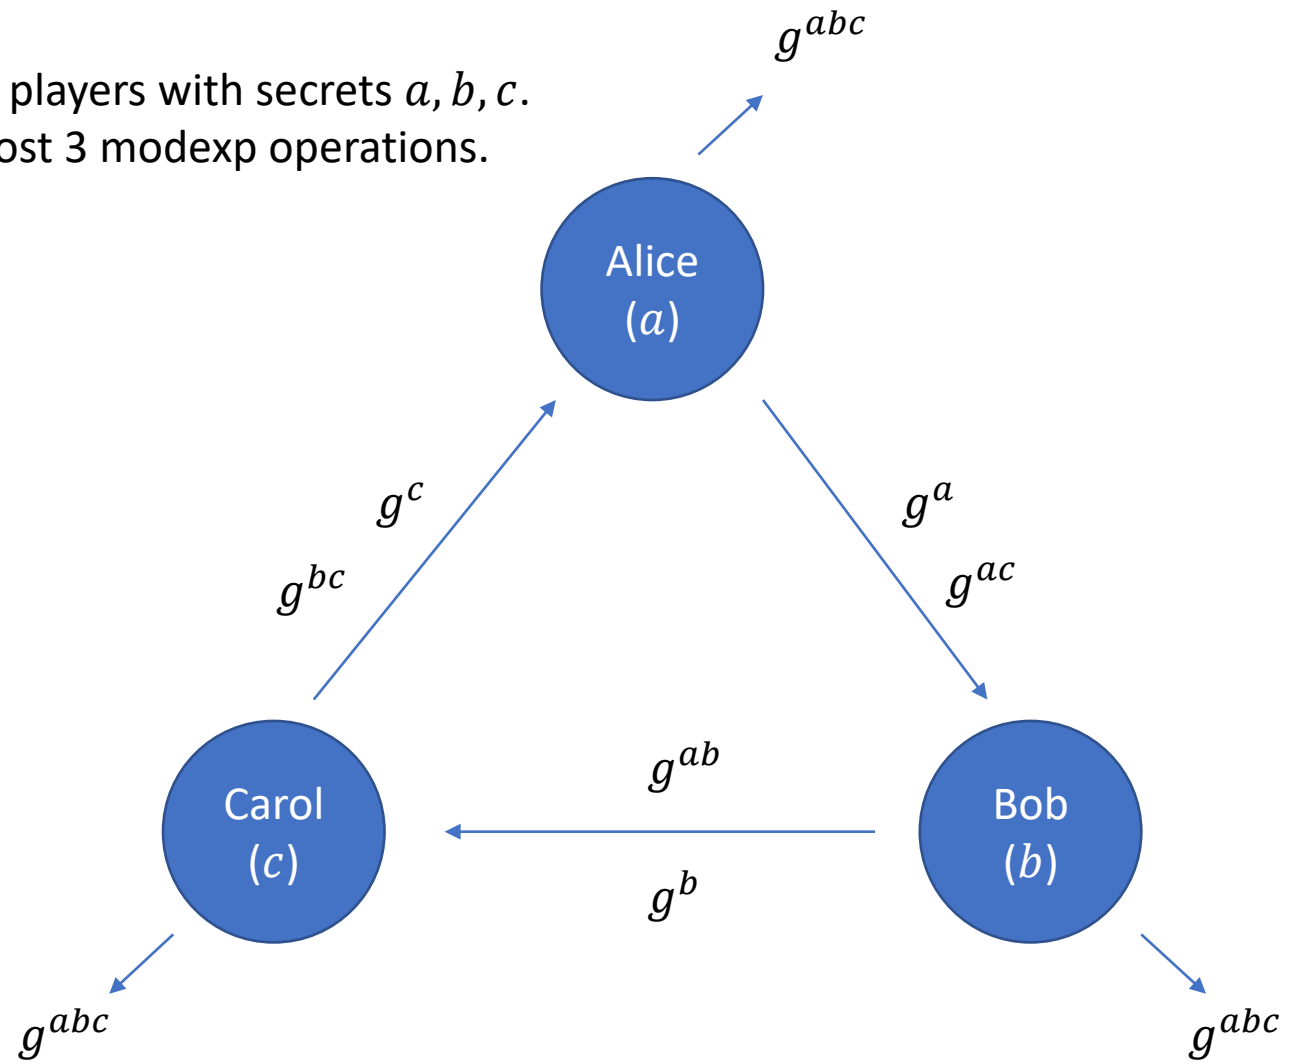 g^{abc}
players with secrets a, b, c.
ost 3 modexp operations.
Alice
(a)
g^c
g^a
g^{bc}
g^{ac}
g^{ab}
Carol
(c)
Bob
(b)
g^b
g^{abc}
g^{abc}